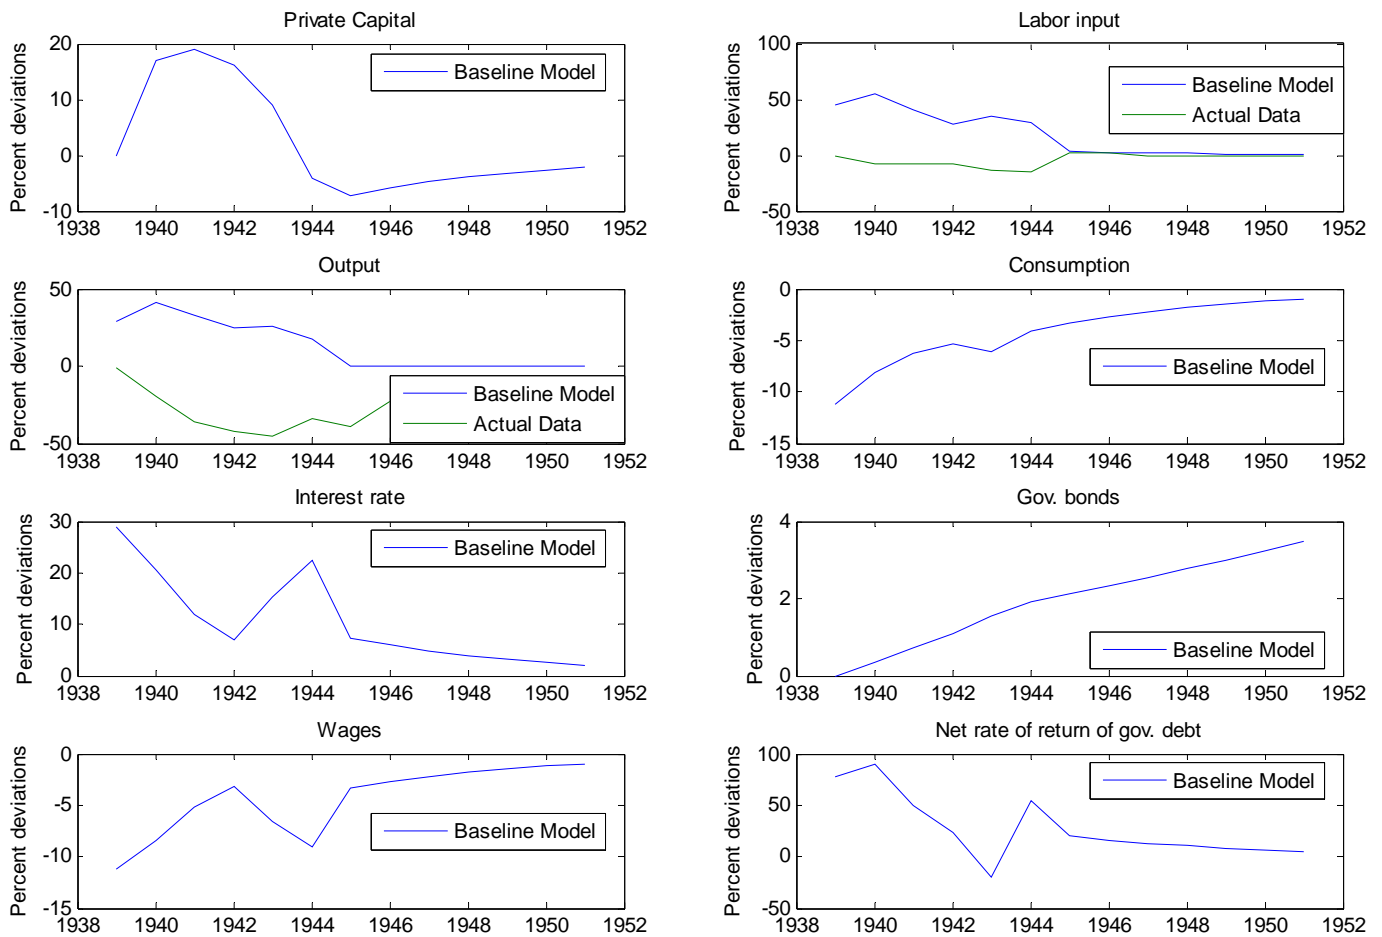 Private Capital
Percent deviations
20
10
0
-10
1938 1940 1942 1944 1946 1948 1950 1952
Baseline Model
Labor input
Percent deviations
100
50
0
-50
1938 1940 1942 1944 1946 1948 1950 1952
Baseline Model
Actual Data
Output
Percent deviations
50
0
-50
1938 1940 1942 1944 1946 1948 1950 1952
Baseline Model
Actual Data
Consumption
Percent deviations
0
-5
-10
-15
1938 1940 1942 1944 1946 1948 1950 1952
Baseline Model
Interest rate
Percent deviations
30
20
10
0
1938 1940 1942 1944 1946 1948 1950 1952
Baseline Model
Gov. bonds
Percent deviations
4
2
0
1938 1940 1942 1944 1946 1948 1950 1952
Baseline Model
Wages
Percent deviations
0
-5
-10
-15
1938 1940 1942 1944 1946 1948 1950 1952
Baseline Model
Net rate of return of gov. debt
Percent deviations
100
50
0
-50
1938 1940 1942 1944 1946 1948 1950 1952
Baseline Model